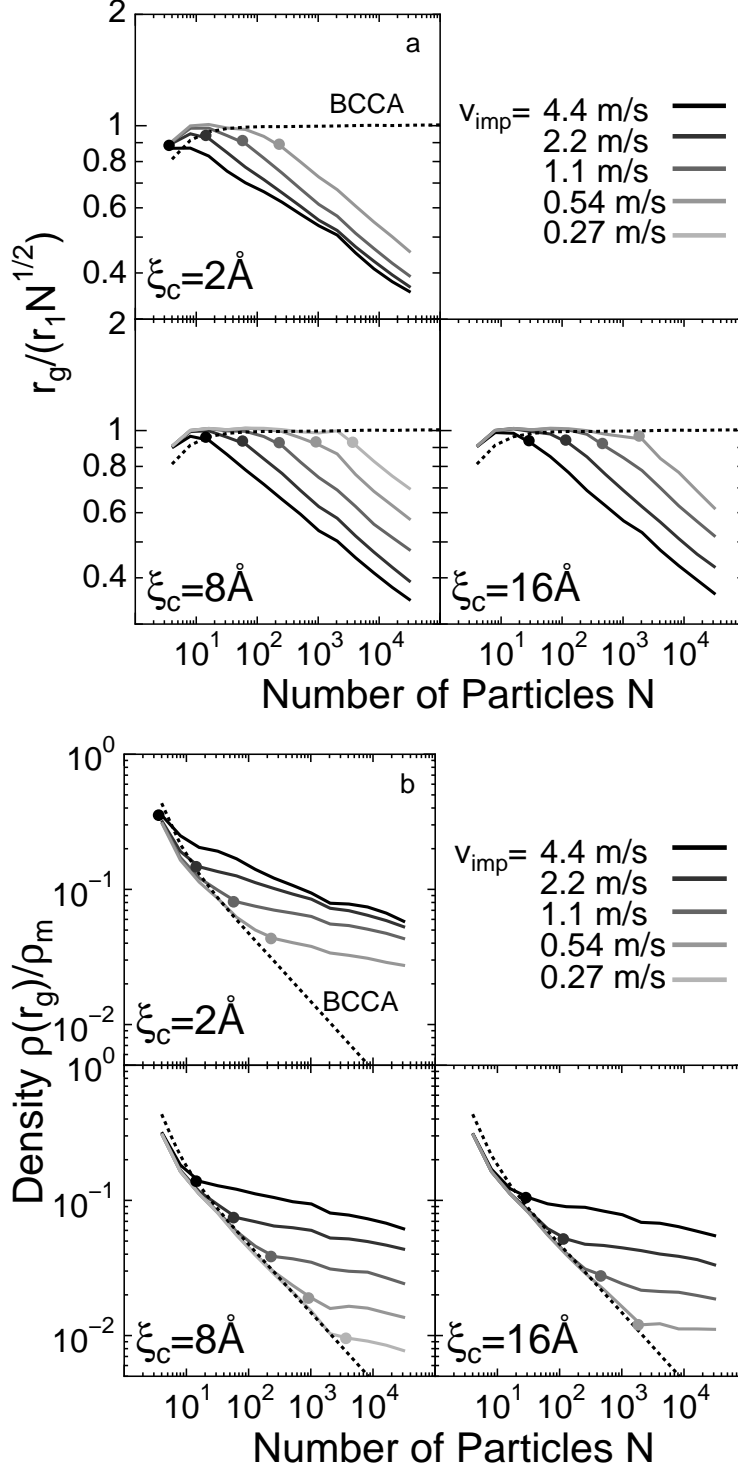 2
a
BCCA
v_imp= 4.4 m/s
1
2.2 m/s
0.8
1.1 m/s
0.6
0.54 m/s
0.27 m/s
0.4
ξ_c=2Å
r_g/(r_1 N^{1/2})
2
1
0.8
0.6
0.4
ξ_c=8Å
ξ_c=16Å
10^1 10^2 10^3 10^4
10^1 10^2 10^3 10^4
Number of Particles N
10^0
b
v_imp= 4.4 m/s
2.2 m/s
10^{-1}
1.1 m/s
0.54 m/s
0.27 m/s
BCCA
10^{-2}
ξ_c=2Å
Density ρ(r_g)/ρ_m
10^0
10^{-1}
10^{-2}
ξ_c=8Å
ξ_c=16Å
10^1 10^2 10^3 10^4
10^1 10^2 10^3 10^4
Number of Particles N